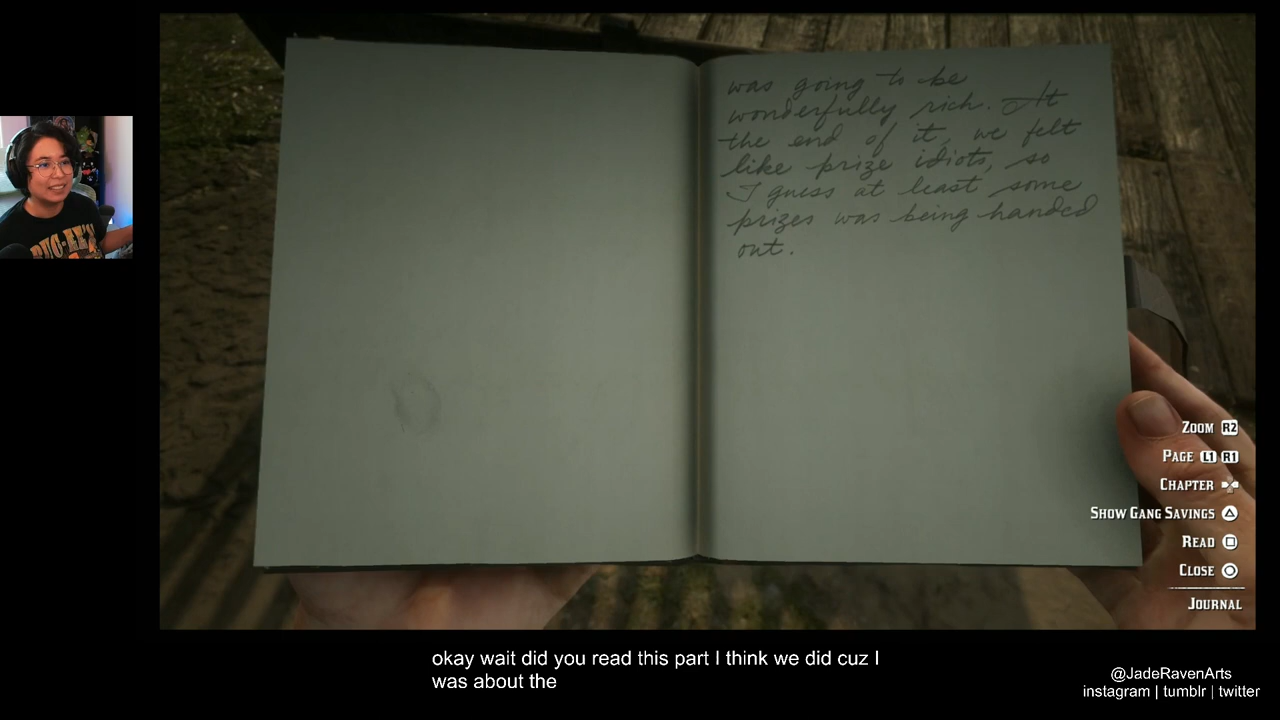 was going to be
wonderfully rich. At
the end of it, we felt
like prize idiots, so
I guess at least some
prizes was being handed
out.
ZOOM R2
PAGE L1 R1
CHAPTER
SHOW GANG SAVINGS
READ
CLOSE
JOURNAL
okay wait did you read this part I think we did cuz I
was about the
@JadeRavenArts
instagram | tumblr | twitter